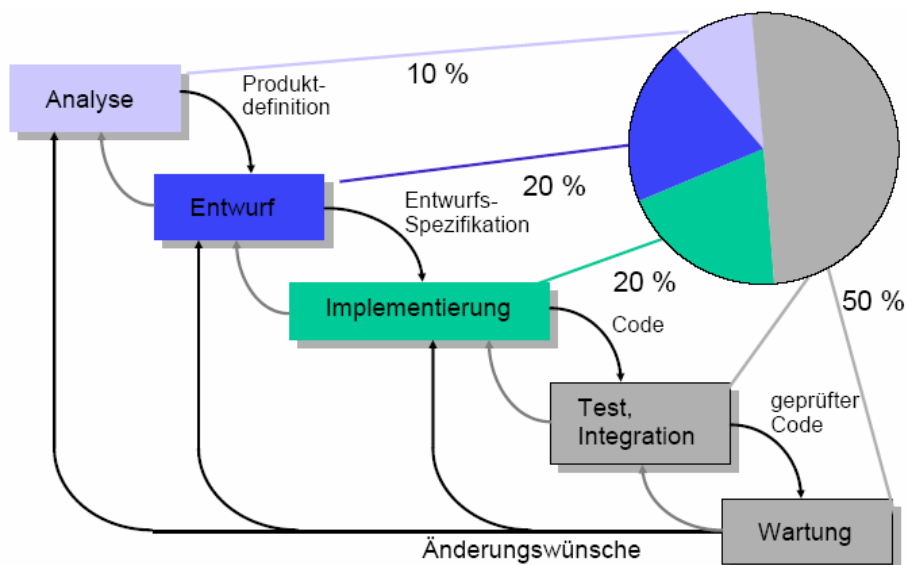 Analyse
Produkt-
definition
10 %
Entwurf
Entwurfs-
Spezifikation
20 %
Implementierung
Code
20 %
50 %
Test,
Integration
geprüfter
Code
Wartung
Änderungswünsche